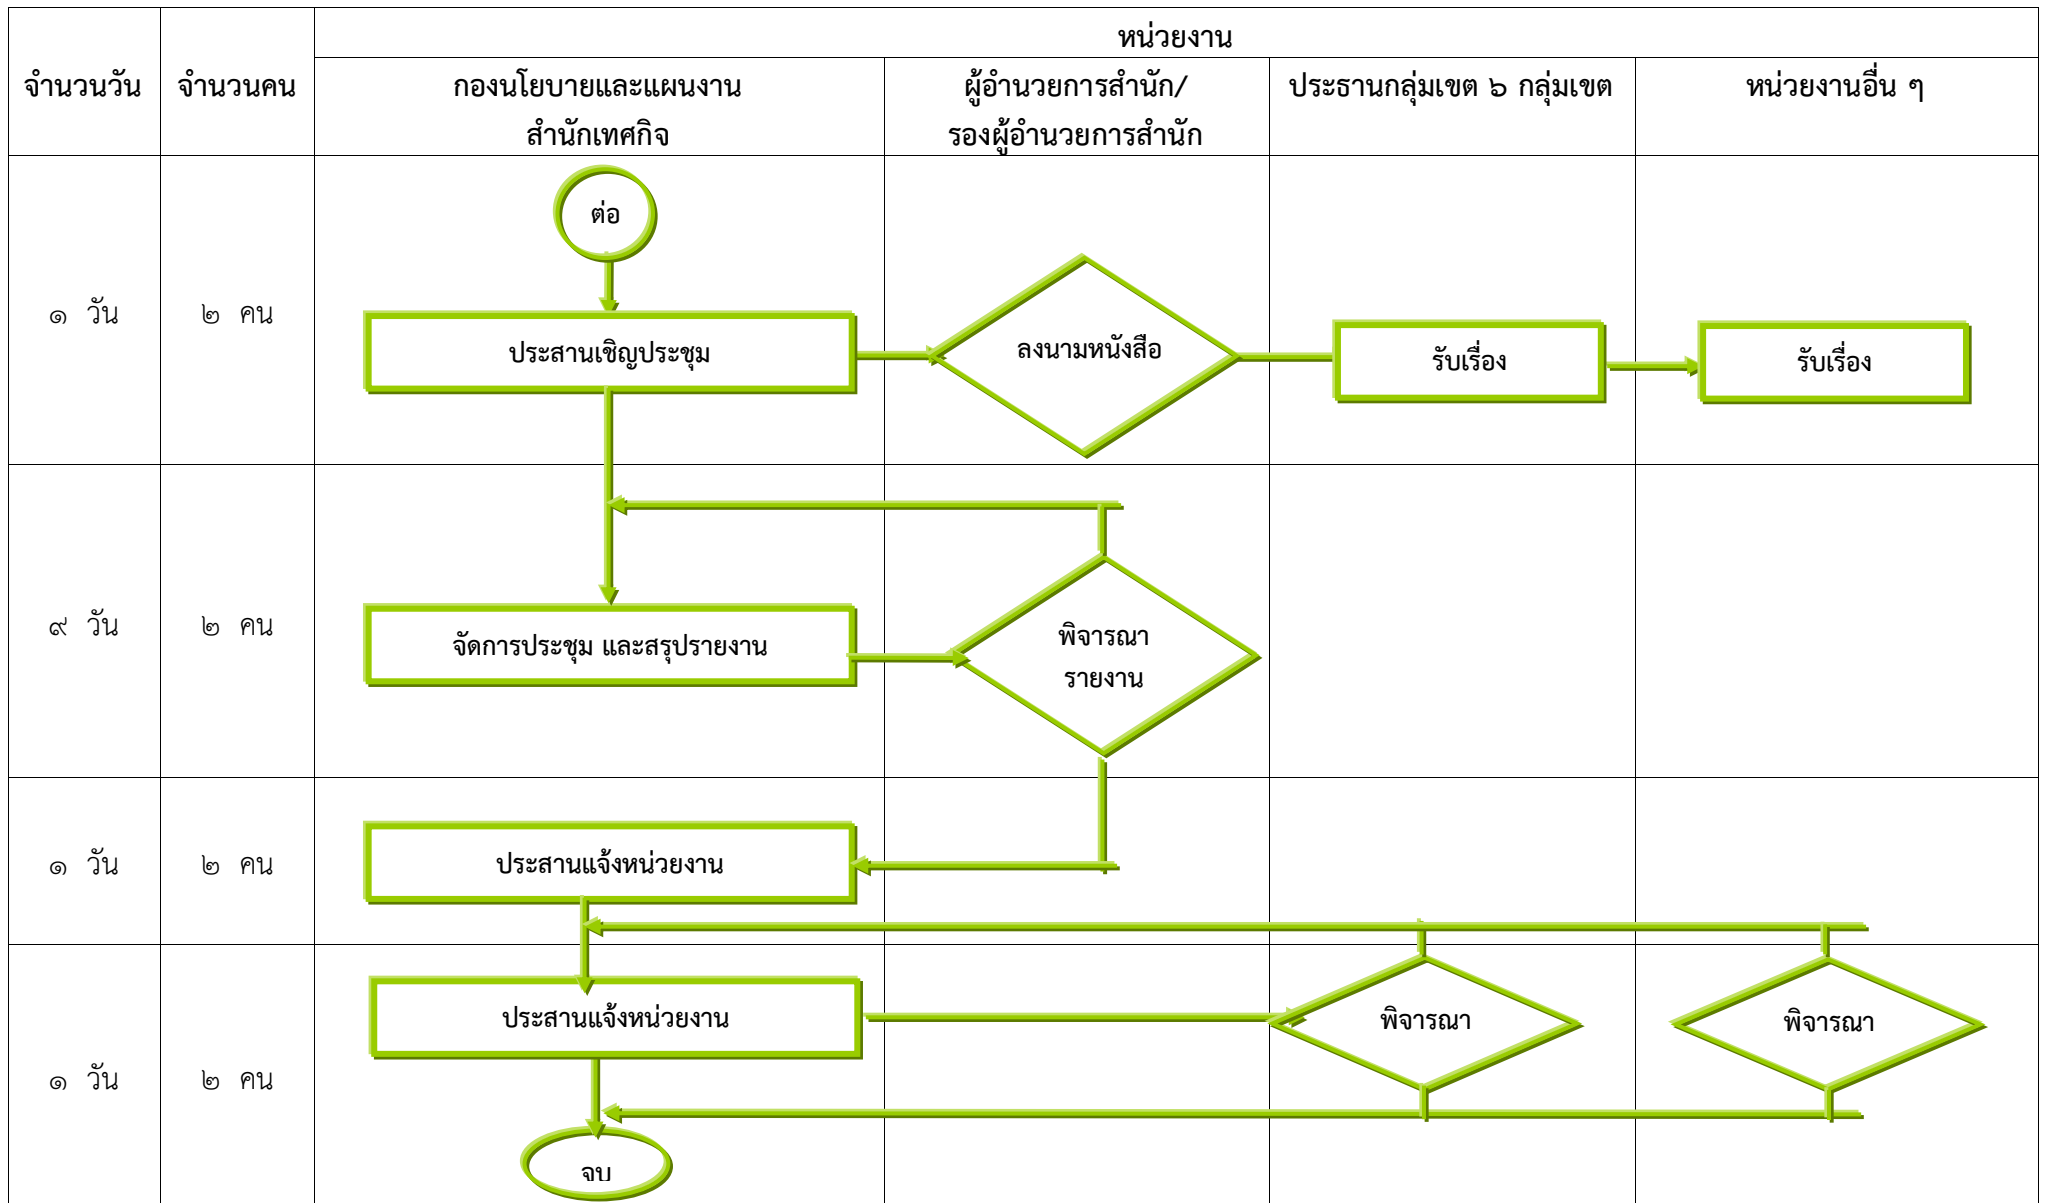 หน่วยงาน
จำนวนวัน
จำนวนคน
กองนโยบายและแผนงาน
สำนักเทศกิจ
ผู้อำนวยการสำนัก/
รองผู้อำนวยการสำนัก
ประธานกลุ่มเขต ๖ กลุ่มเขต
หน่วยงานอื่น ๆ
ต่อ
๑ วัน
๒ คน
ประสานเชิญประชุม
ลงนามหนังสือ
รับเรื่อง
รับเรื่อง
๙ วัน
๒ คน
จัดการประชุม และสรุปรายงาน
พิจารณา
รายงาน
๑ วัน
๒ คน
ประสานแจ้งหน่วยงาน
๑ วัน
๒ คน
ประสานแจ้งหน่วยงาน
พิจารณา
พิจารณา
จบ